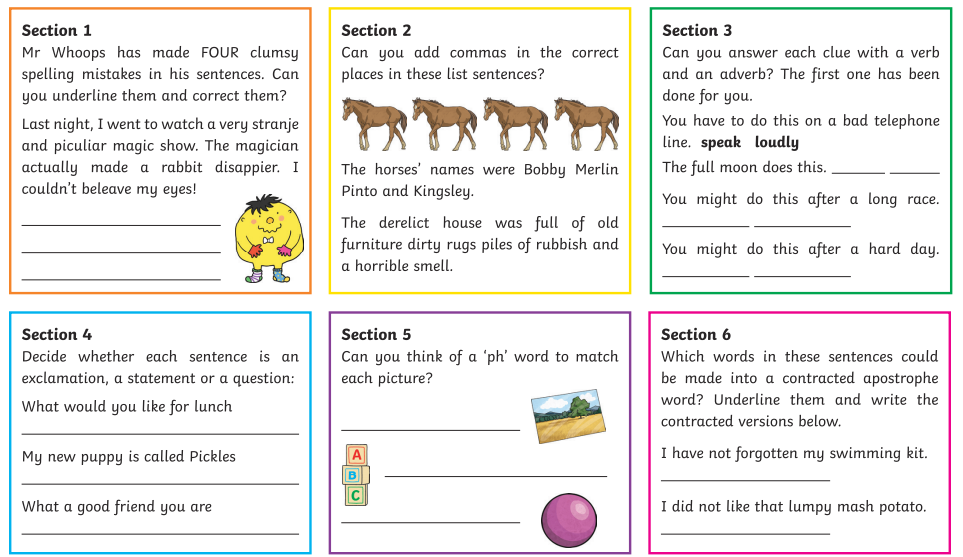 Section 1
Mr Whoops has made FOUR clumsy
spelling mistakes in his sentences. Can
you underline them and correct them?
Last night, I went to watch a very stranje
and piculiar magic show. The magician
actually made a rabbit disappier. I
couldn't beleave my eyes!
Section 2
Can you add commas in the correct
places in these list sentences?
The horses' names were Bobby Merlin
Pinto and Kingsley.
The derelict house was full of old
furniture dirty rugs piles of rubbish and
a horrible smell.
Section 3
Can you answer each clue with a verb
and an adverb? The first one has been
done for you.
You have to do this on a bad telephone
line. speak loudly
The full moon does this. ________ ________
You might do this after a long race.
________ ________
You might do this after a hard day.
________ ________
Section 4
Decide whether each sentence is an
exclamation, a statement or a question:
What would you like for lunch
My new puppy is called Pickles
What a good friend you are
Section 5
Can you think of a 'ph' word to match
each picture?
A
B
C
Section 6
Which words in these sentences could
be made into a contracted apostrophe
word? Underline them and write the
contracted versions below.
I have not forgotten my swimming kit.
I did not like that lumpy mash potato.